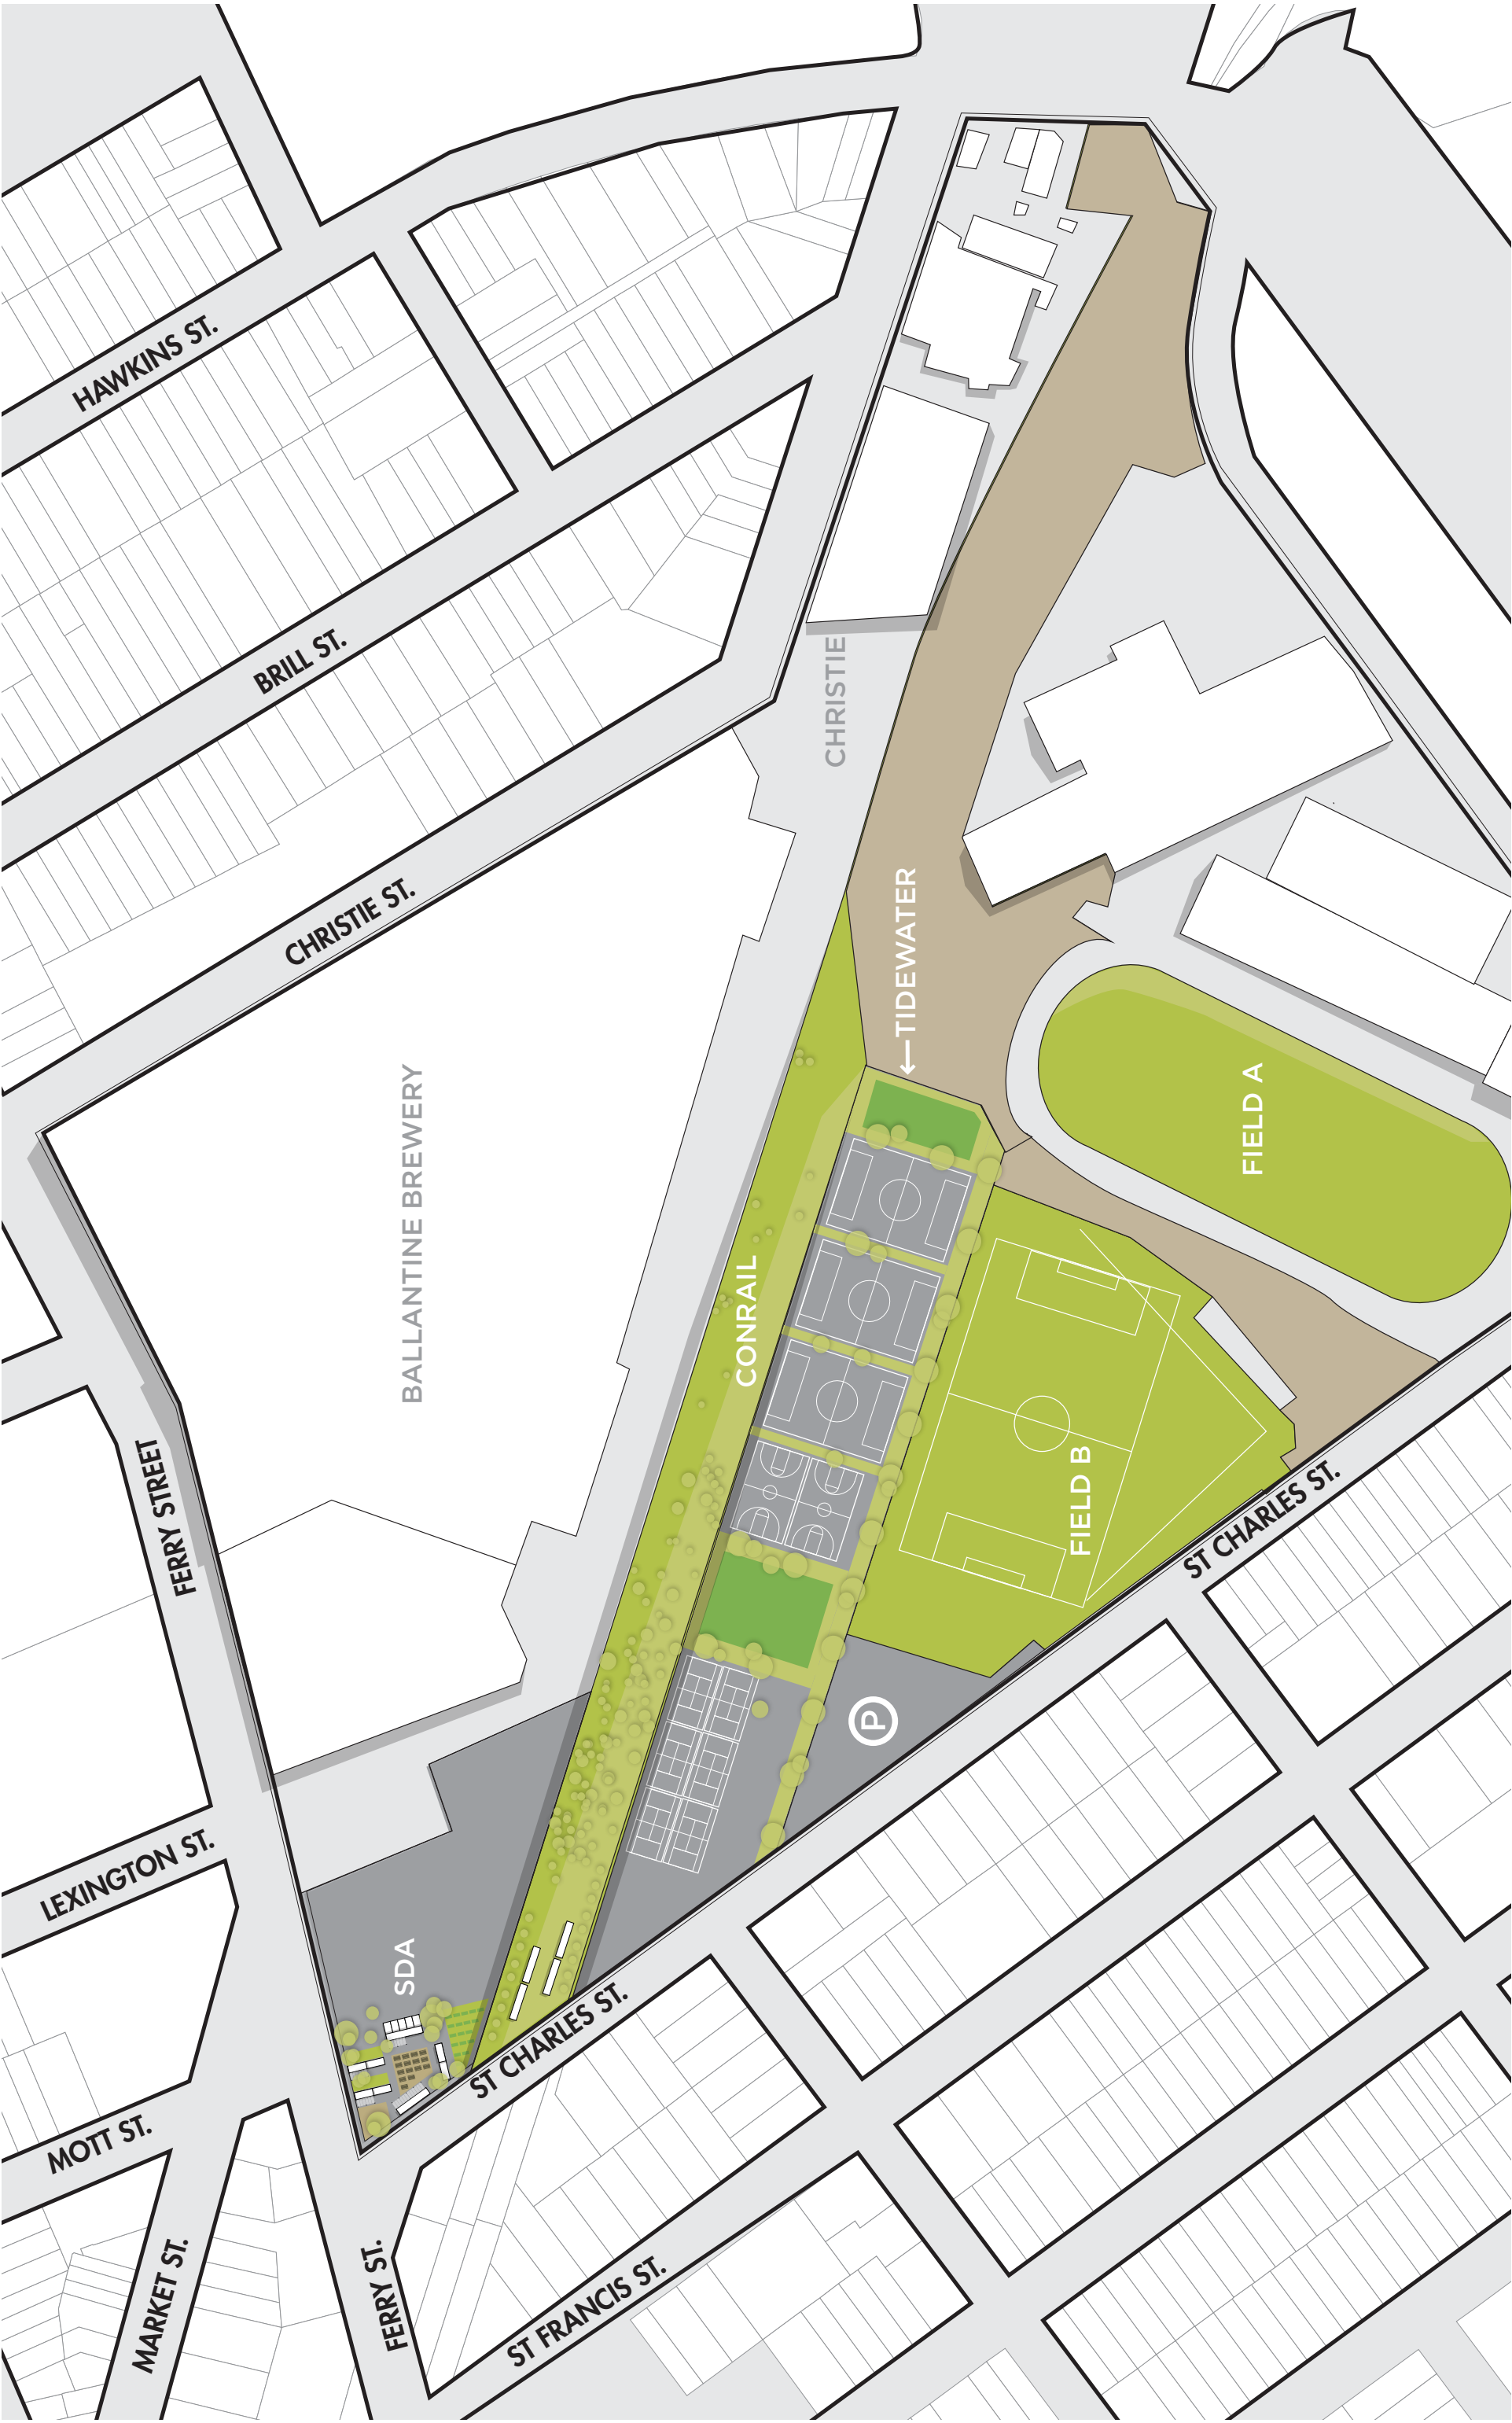 HAWKINS ST.
BRILL ST.
CHRISTIE
CHRISTIE ST.
←TIDEWATER
FIELD A
BALLANTINE BREWERY
CONRAIL
FERRY STREET
FIELD B
ST CHARLES ST.
P
LEXINGTON ST.
SDA
ST CHARLES ST.
MOTT ST.
MARKET ST.
FERRY ST.
ST FRANCIS ST.